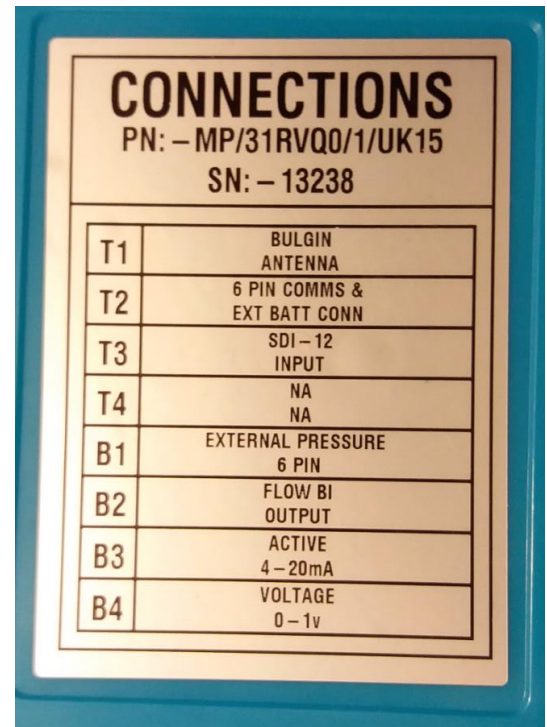 CONNECTIONS
PN: – MP/31RVQ0/1/UK15
SN: – 13238
T1
BULGIN
ANTENNA
T2
6 PIN COMMS &
EXT BATT CONN
T3
SDI – 12
INPUT
T4
NA
NA
B1
EXTERNAL PRESSURE
6 PIN
B2
FLOW BI
OUTPUT
B3
ACTIVE
4 – 20mA
B4
VOLTAGE
0 – 1v